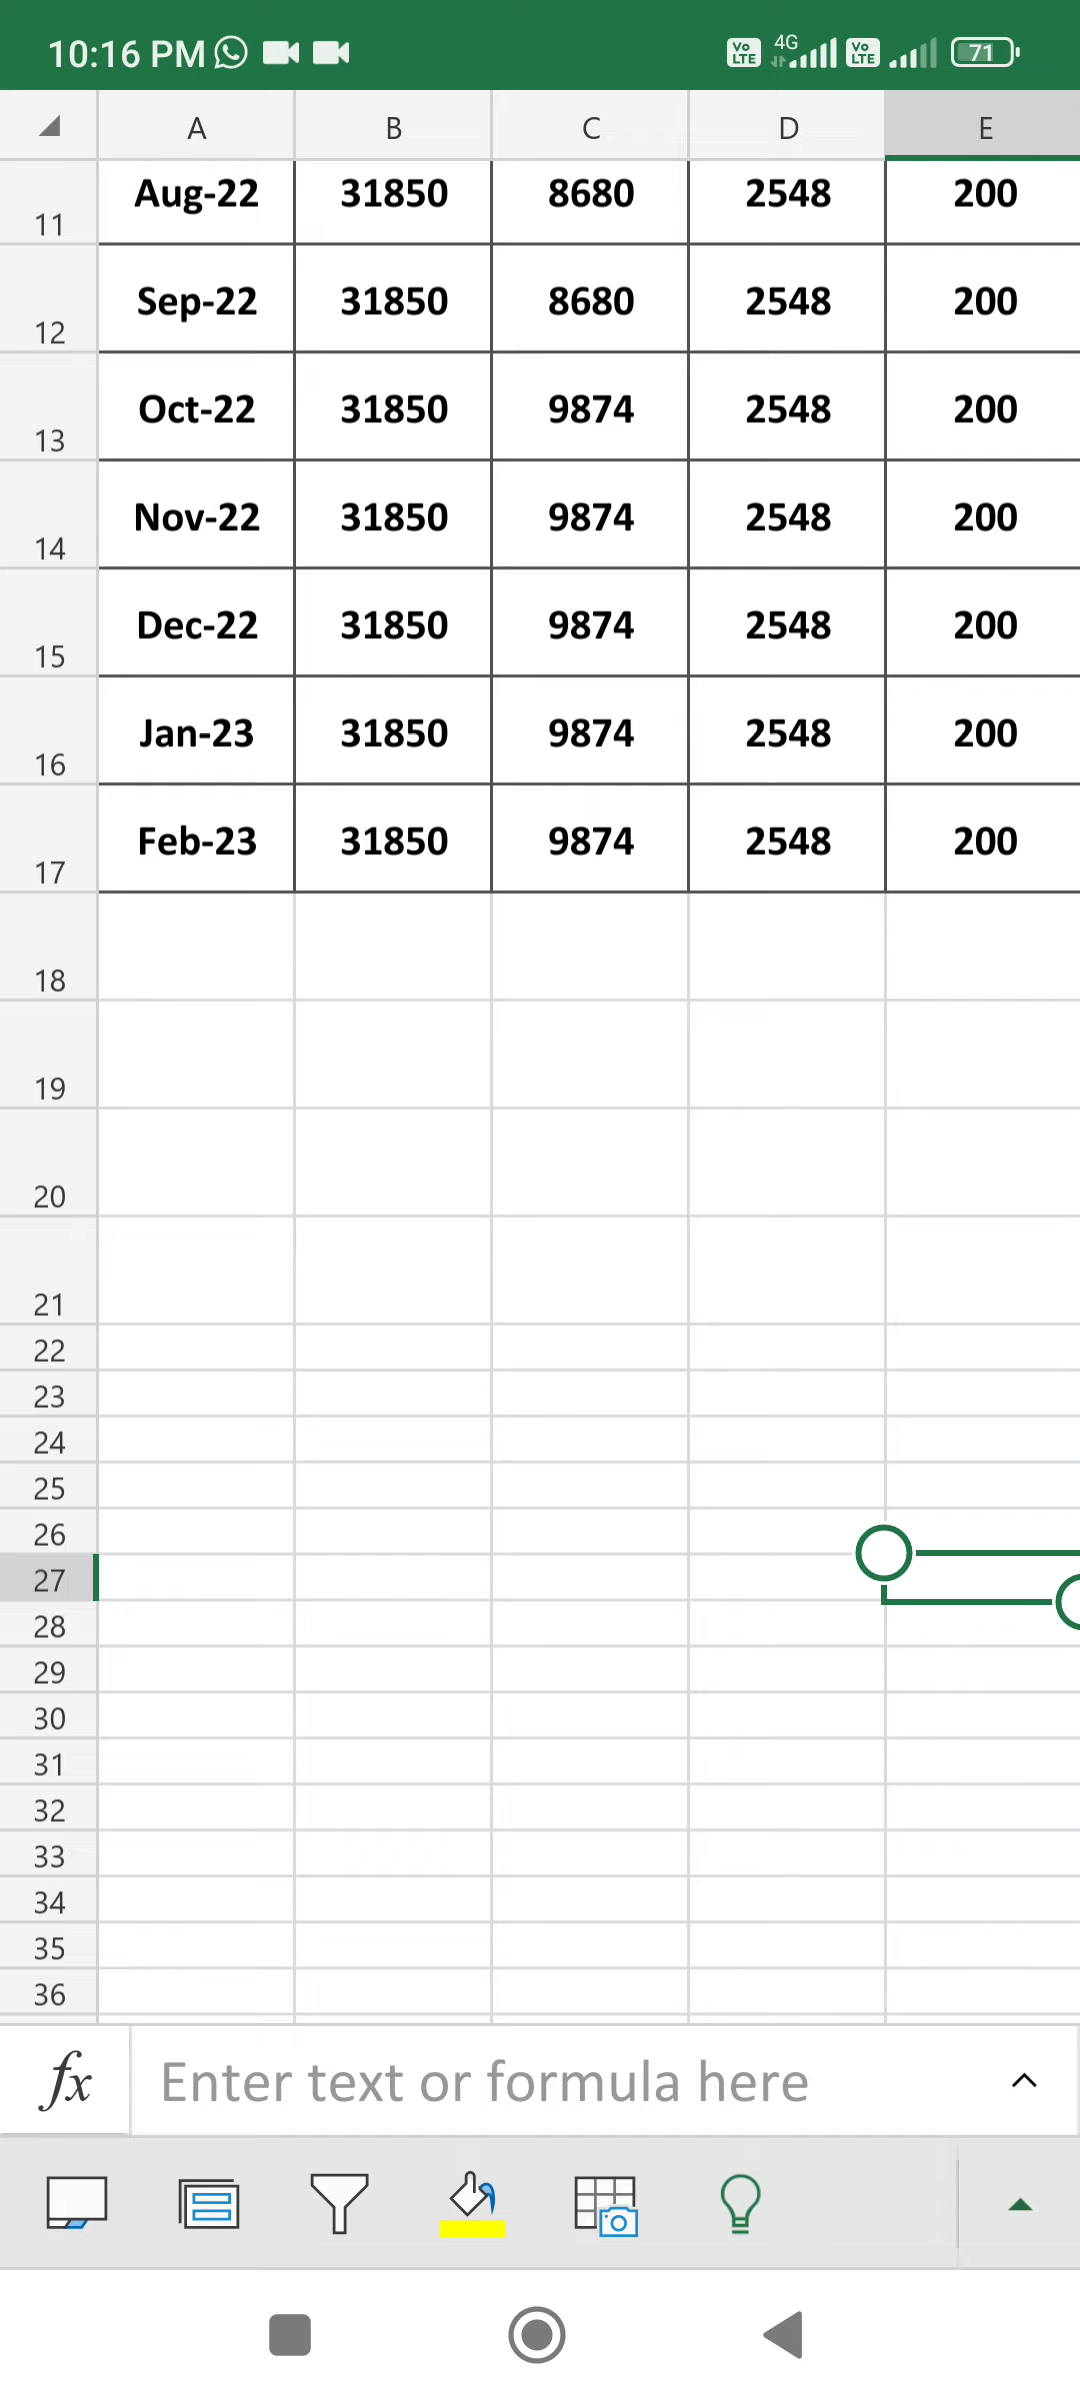 10:16 PM Vo LTE 4G Vo LTE 71
A B C D E
11 Aug-22 31850 8680 2548 200
12 Sep-22 31850 8680 2548 200
13 Oct-22 31850 9874 2548 200
14 Nov-22 31850 9874 2548 200
15 Dec-22 31850 9874 2548 200
16 Jan-23 31850 9874 2548 200
17 Feb-23 31850 9874 2548 200
18
19
20
21
22
23
24
25
26
27
28
29
30
31
32
33
34
35
36
fx Enter text or formula here